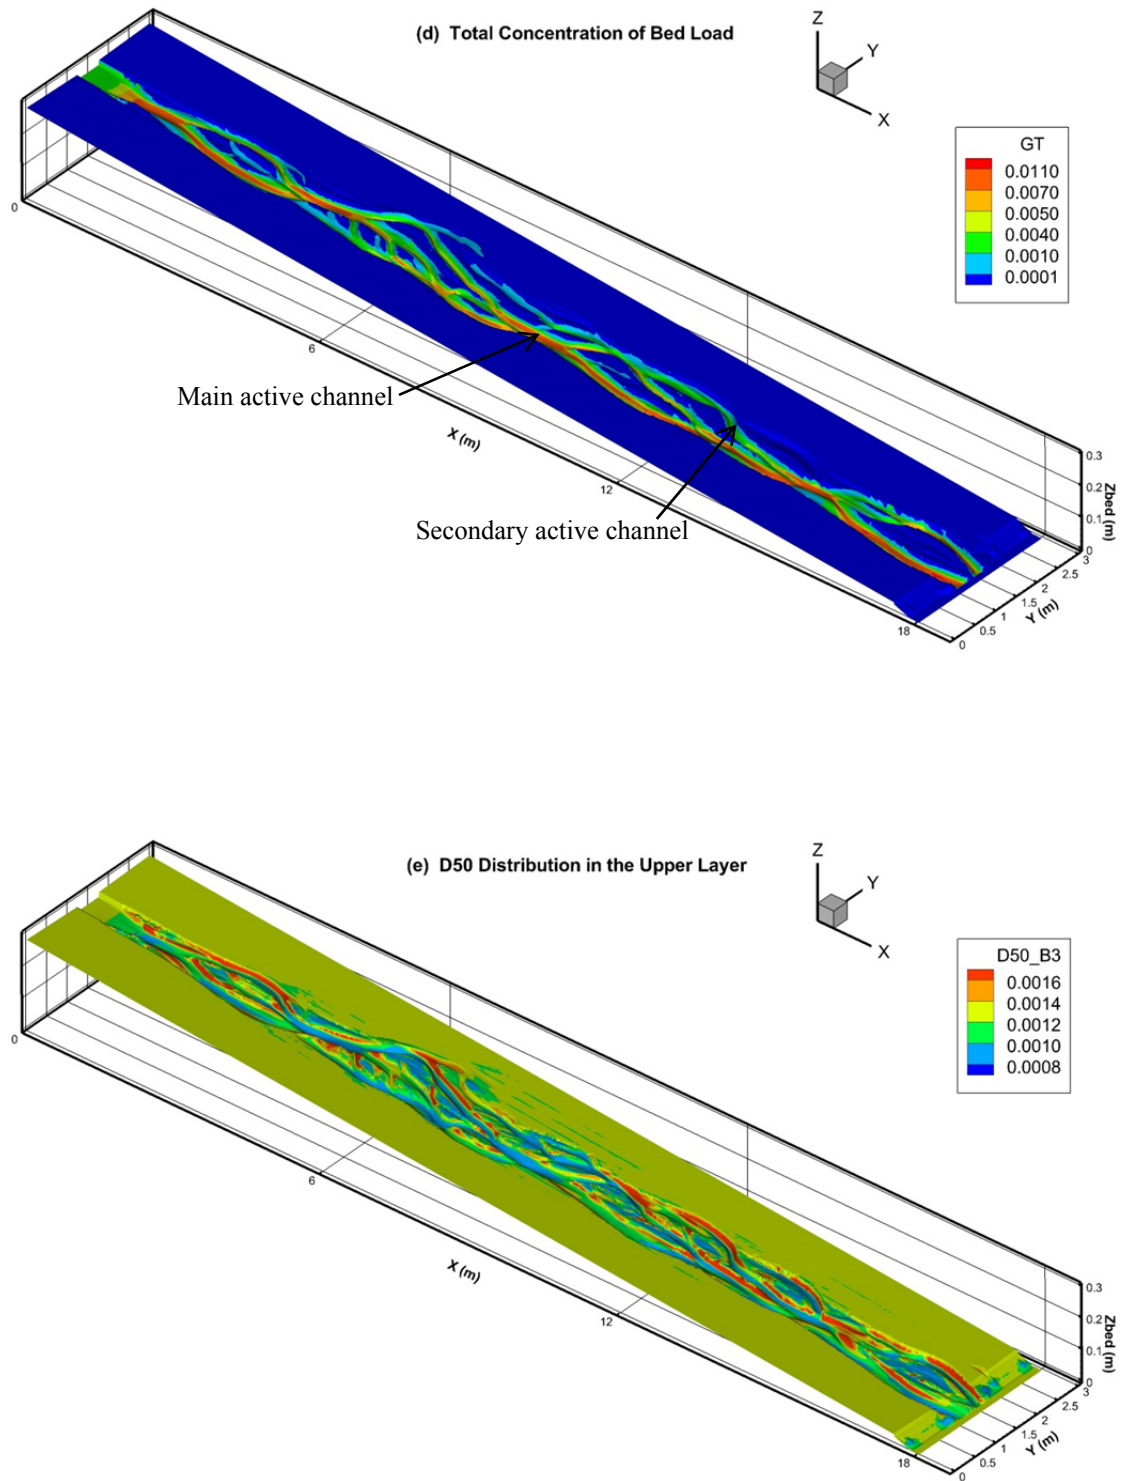 (d) Total Concentration of Bed Load
Z
Y
X
GT
0.0110
0.0070
0.0050
0.0040
0.0010
0.0001
0
6
Main active channel
X (m)
12
Secondary active channel
18
0.3
0.2
0.1
0
Zbed (m)
3
2.5
2
1.5
1
0.5
0
Y (m)
(e) D50 Distribution in the Upper Layer
Z
Y
X
D50_B3
0.0016
0.0014
0.0012
0.0010
0.0008
0
6
X (m)
12
18
0.3
0.2
0.1
0
Zbed (m)
3
2.5
2
1.5
1
0.5
0
Y (m)